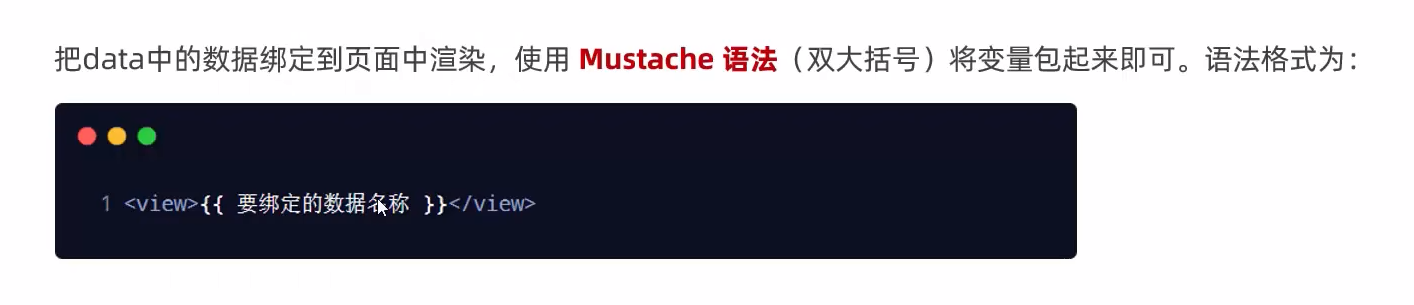 把data中的数据绑定到页面中渲染，使用 Mustache 语法（双大括号）将变量包起来即可。语法格式为：
1 <view>{{ 要绑定的数据名称 }}</view>